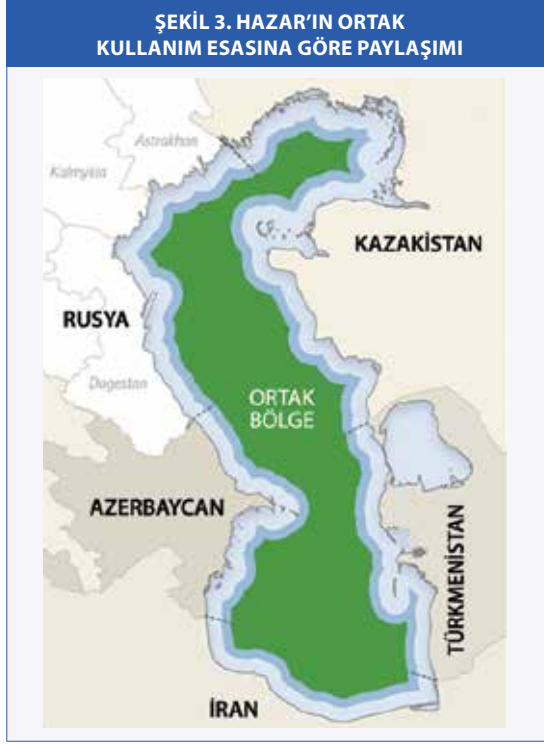 ŞEKİL 3. HAZAR'IN ORTAK
KULLANIM ESASINA GÖRE PAYLAŞIMI
Astrakhan
Kalmykia
KAZAKİSTAN
RUSYA
Dagestan
ORTAK
BÖLGE
AZERBAYCAN
TÜRKMENİSTAN
İRAN